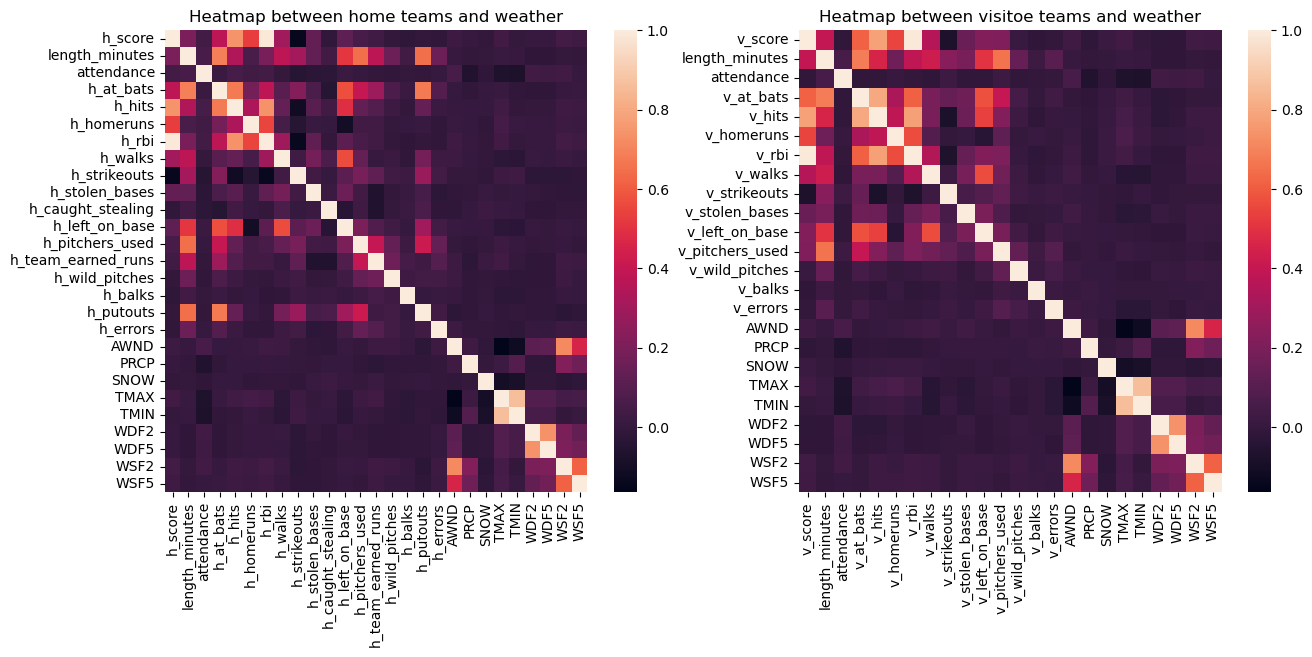 Heatmap between home teams and weather
h_score
length_minutes
attendance
h_at_bats
h_hits
h_homeruns
h_rbi
h_walks
h_strikeouts
h_stolen_bases
h_caught_stealing
h_left_on_base
h_pitchers_used
h_team_earned_runs
h_wild_pitches
h_balks
h_putouts
h_errors
AWND
PRCP
SNOW
TMAX
TMIN
WDF2
WDF5
WSF2
WSF5
h_score
length_minutes
attendance
h_at_bats
h_hits
h_homeruns
h_rbi
h_walks
h_strikeouts
h_stolen_bases
h_caught_stealing
h_left_on_base
h_pitchers_used
h_team_earned_runs
h_wild_pitches
h_balks
h_putouts
h_errors
AWND
PRCP
SNOW
TMAX
TMIN
WDF2
WDF5
WSF2
WSF5
1.0
0.8
0.6
0.4
0.2
0.0
Heatmap between visitoe teams and weather
v_score
length_minutes
attendance
v_at_bats
v_hits
v_homeruns
v_rbi
v_walks
v_strikeouts
v_stolen_bases
v_left_on_base
v_pitchers_used
v_wild_pitches
v_balks
v_errors
AWND
PRCP
SNOW
TMAX
TMIN
WDF2
WDF5
WSF2
WSF5
v_score
length_minutes
attendance
v_at_bats
v_hits
v_homeruns
v_rbi
v_walks
v_strikeouts
v_stolen_bases
v_left_on_base
v_pitchers_used
v_wild_pitches
v_balks
v_errors
AWND
PRCP
SNOW
TMAX
TMIN
WDF2
WDF5
WSF2
WSF5
1.0
0.8
0.6
0.4
0.2
0.0